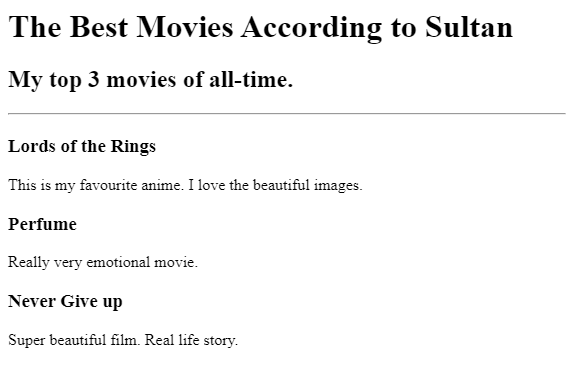 The Best Movies According to Sultan
My top 3 movies of all-time.
Lords of the Rings
This is my favourite anime. I love the beautiful images.
Perfume
Really very emotional movie.
Never Give up
Super beautiful film. Real life story.